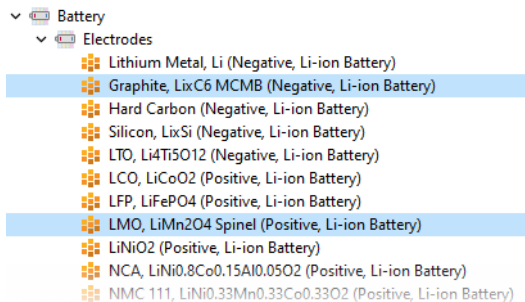 Battery
Electrodes
Lithium Metal, Li (Negative, Li-ion Battery)
Graphite, LixC6 MCMB (Negative, Li-ion Battery)
Hard Carbon (Negative, Li-ion Battery)
Silicon, LixSi (Negative, Li-ion Battery)
LTO, Li4Ti5O12 (Negative, Li-ion Battery)
LCO, LiCoO2 (Positive, Li-ion Battery)
LFP, LiFePO4 (Positive, Li-ion Battery)
LMO, LiMn2O4 Spinel (Positive, Li-ion Battery)
LiNiO2 (Positive, Li-ion Battery)
NCA, LiNi0.8Co0.15Al0.05O2 (Positive, Li-ion Battery)
NMC 111, LiNi0.33Mn0.33Co0.33O2 (Positive, Li-ion Battery)